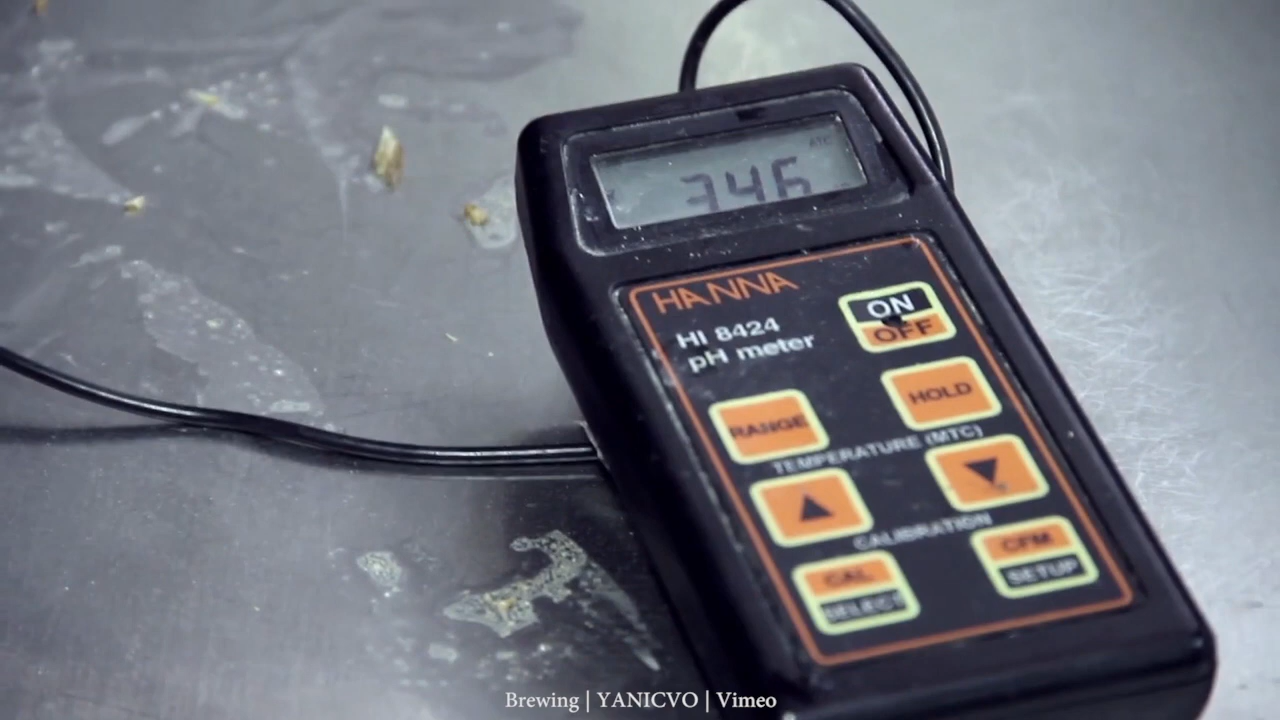 ATC
346
HANNA
HI 8424
pH meter
ON
OFF
RANGE
HOLD
TEMPERATURE (MTC)
CALIBRATION
CAL
SELECT
CFM
SETUP
Brewing | YANICVO | Vimeo